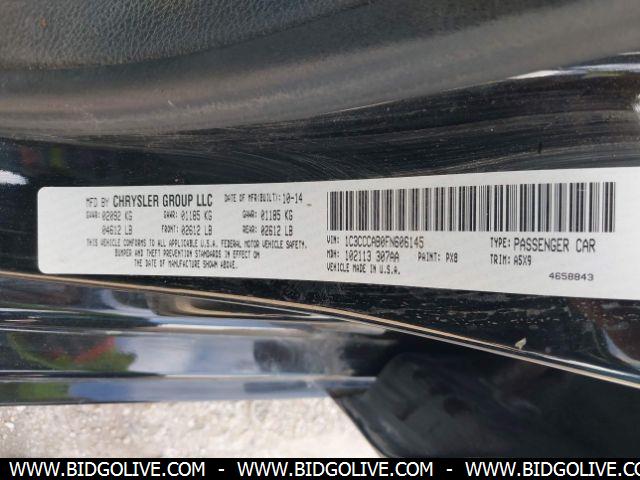 MFD BY CHRYSLER GROUP LLC DATE OF MFR(BUILT): 10-14
GVWR: 02092 KG GAWR: 01185 KG GAWR: 01185 KG
04612 LB FRONT: 02612 LB REAR: 02612 LB
THIS VEHICLE CONFORMS TO ALL APPLICABLE U.S.A. FEDERAL MOTOR VEHICLE SAFETY,
BUMPER AND THEFT PREVENTION STANDARDS IN EFFECT
ON THE DATE OF MANUFACTURE SHOWN ABOVE.
VIN: 1C3CCCAB0FN606145 TYPE: PASSENGER CAR
MDH: 102113 307AA PAINT: PX8 TRIM: A5X9
VEHICLE MADE IN U.S.A. 4658843
WWW.BIDGOLIVE.COM - WWW.BIDGOLIVE.COM - WWW.BIDGOLIVE.COM